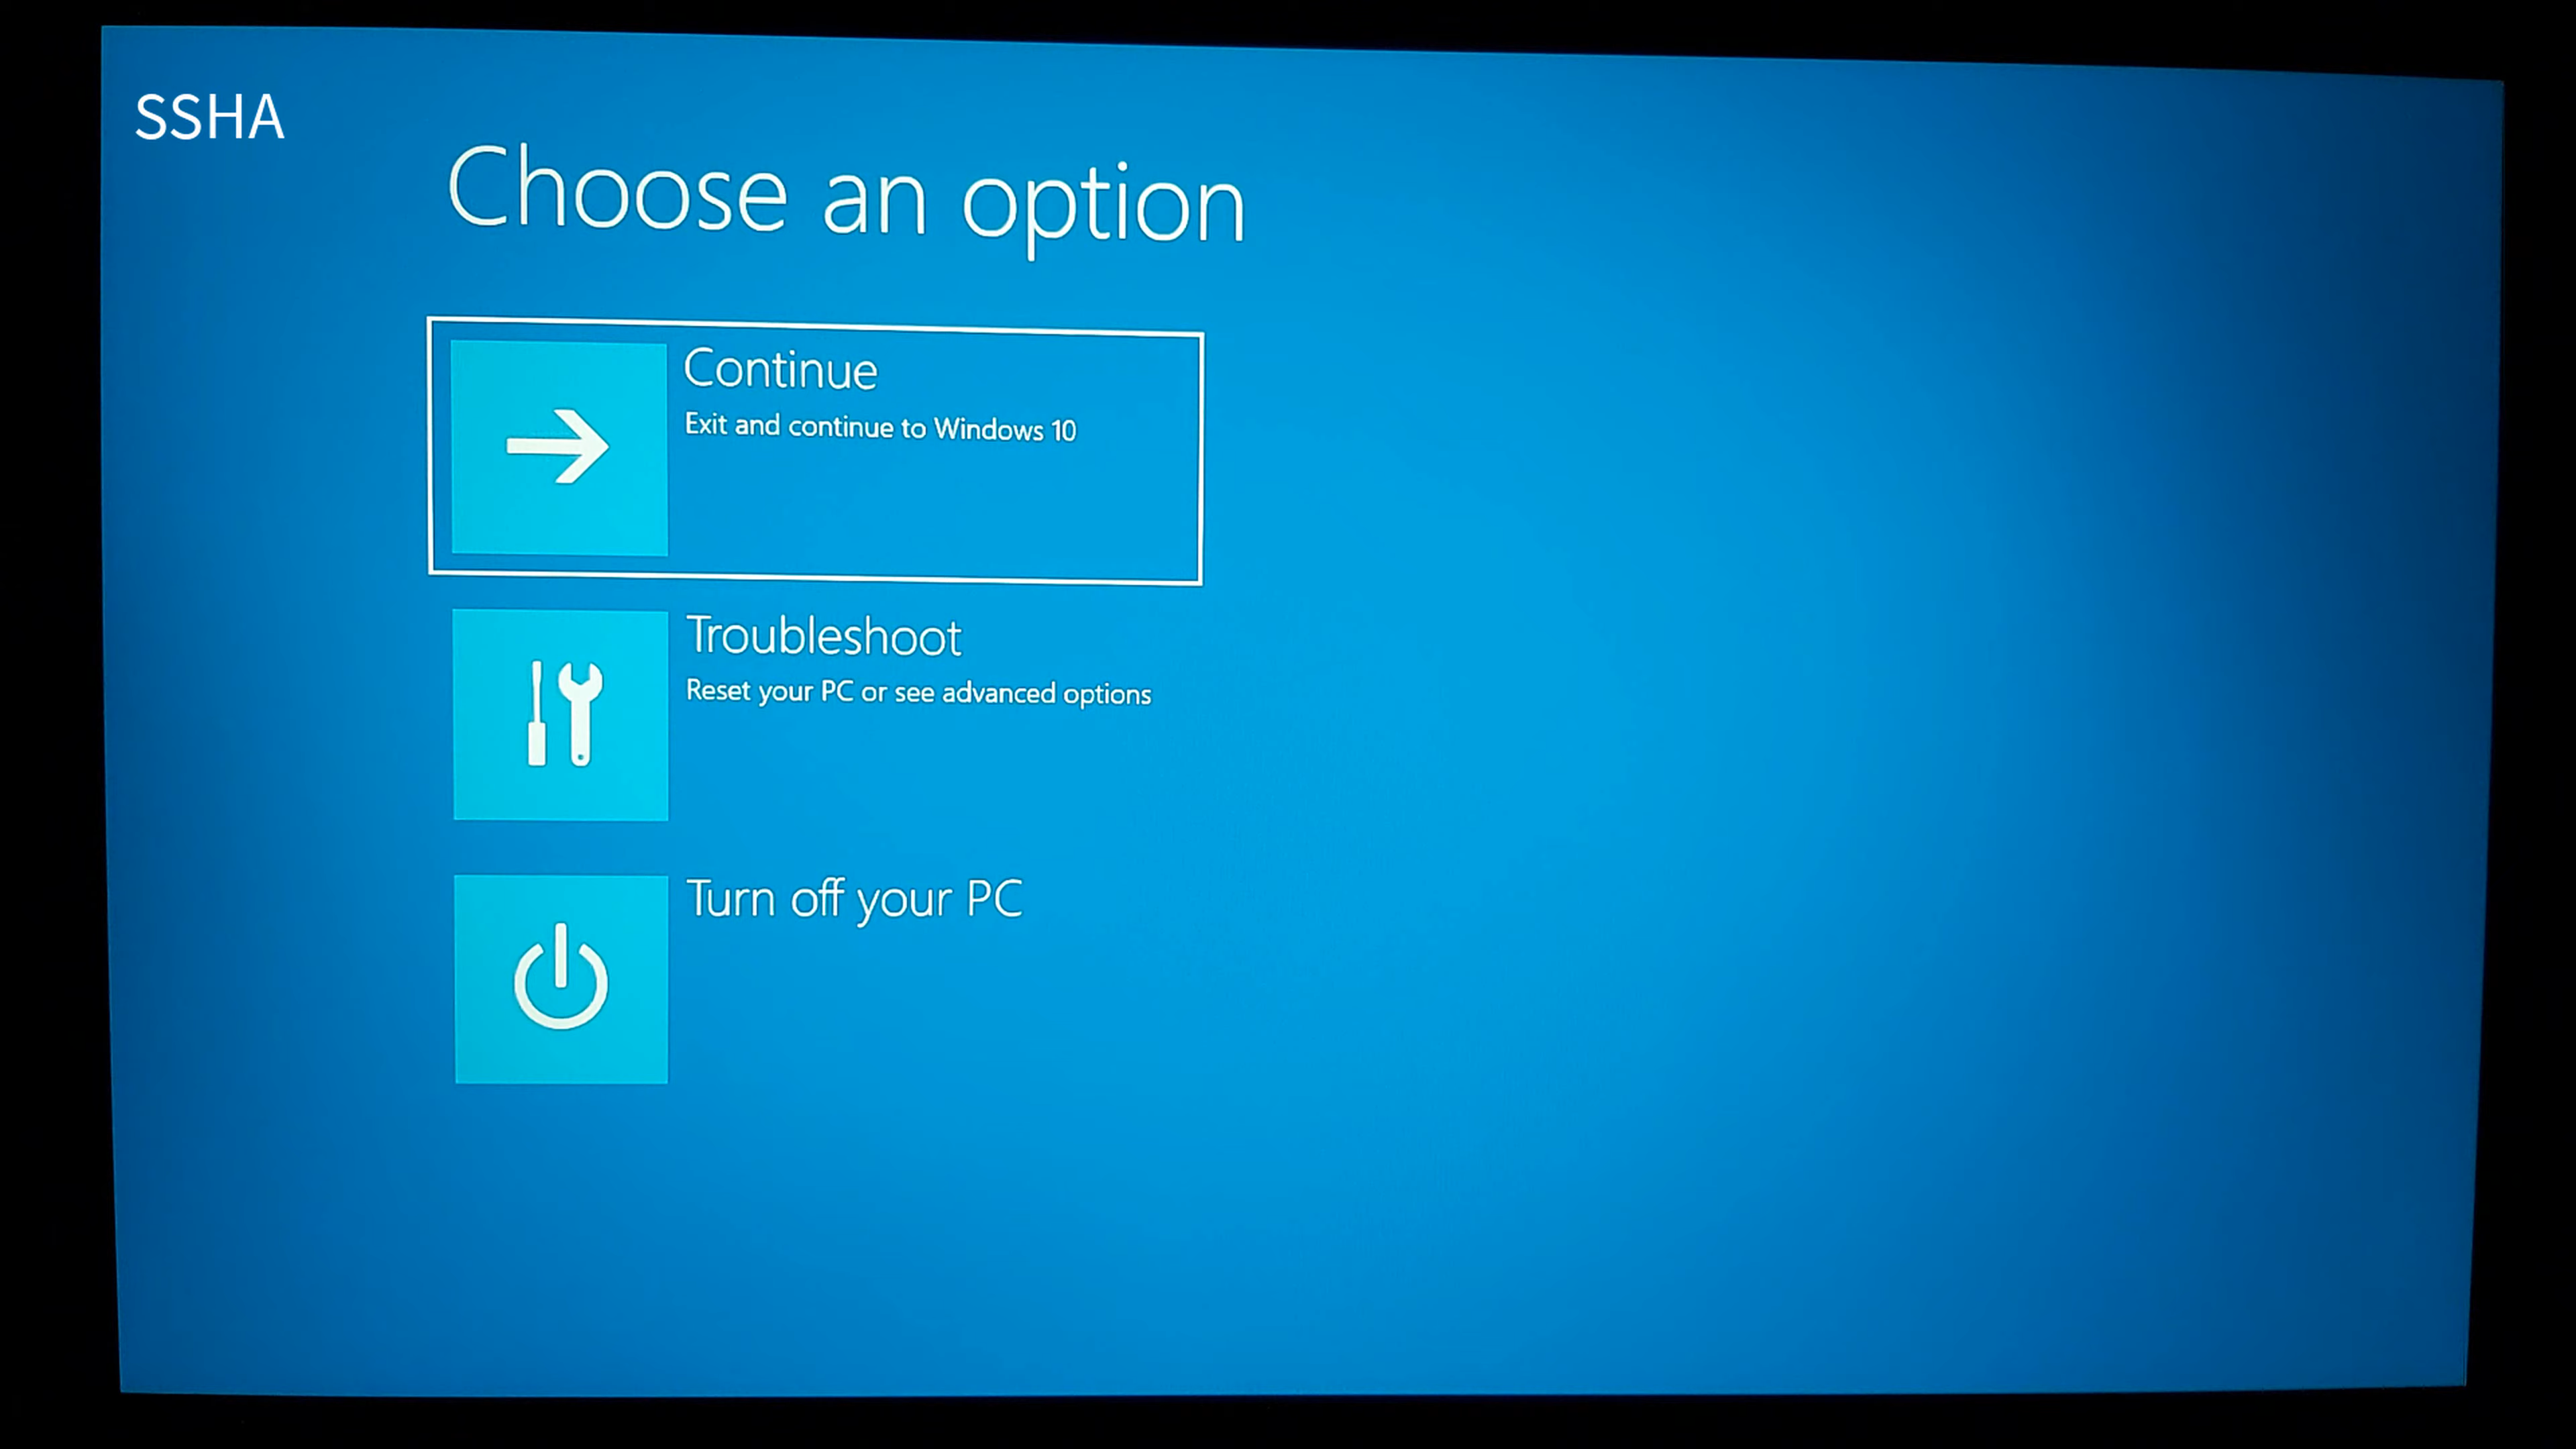 SSHA
Choose an option
Continue
Exit and continue to Windows 10
Troubleshoot
Reset your PC or see advanced options
Turn off your PC